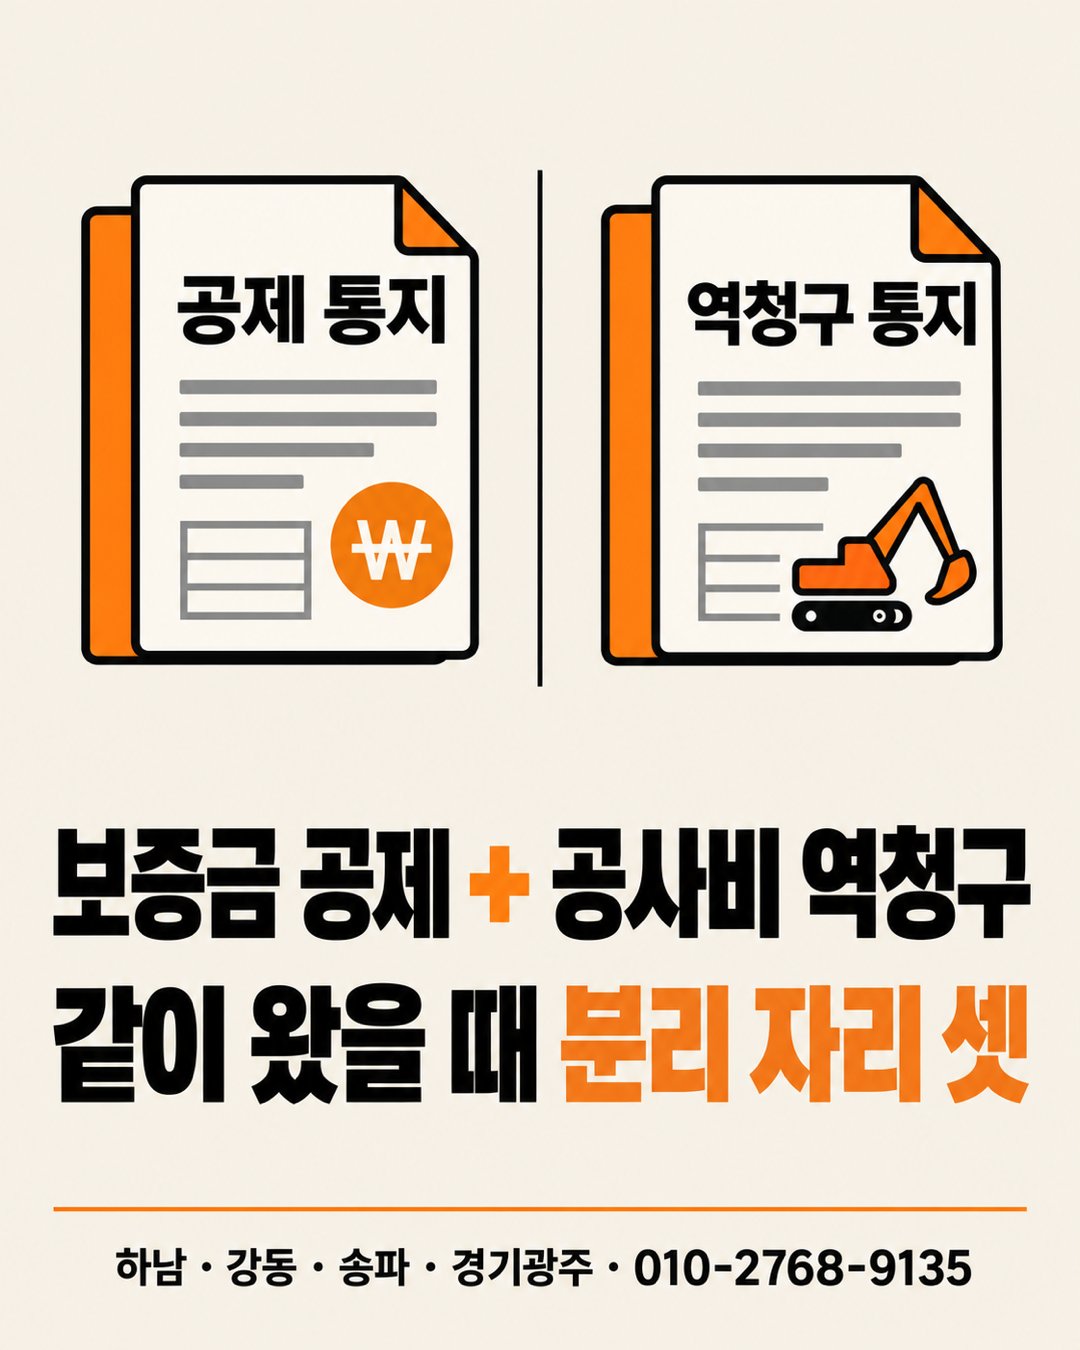 공제 통지
₩
역청구 통지
보증금 공제 + 공사비 역청구
같이 왔을 때 분리 자리 셋
하남 · 강동 · 송파 · 경기광주 · 010-2768-9135